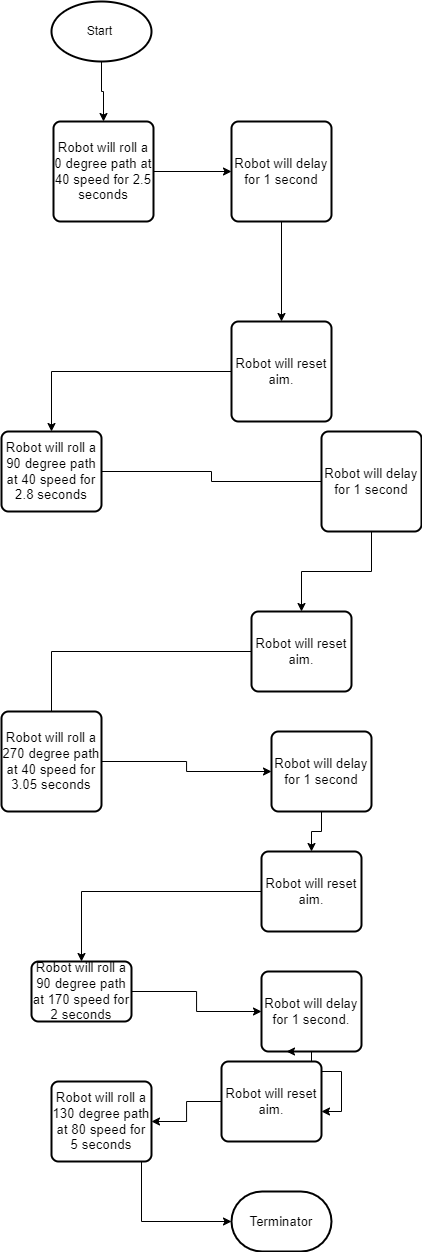 Start
Robot will roll a
0 degree path at
40 speed for 2.5
seconds
Robot will delay
for 1 second
Robot will reset
aim.
Robot will roll a
90 degree path
at 40 speed for
2.8 seconds
Robot will delay
for 1 second
Robot will reset
aim.
Robot will roll a
270 degree path
at 40 speed for
3.05 seconds
Robot will delay
for 1 second
Robot will reset
aim.
Robot will roll a
90 degree path
at 170 speed for
2 seconds
Robot will delay
for 1 second.
Robot will reset
aim.
Robot will roll a
130 degree path
at 80 speed for
5 seconds
Terminator